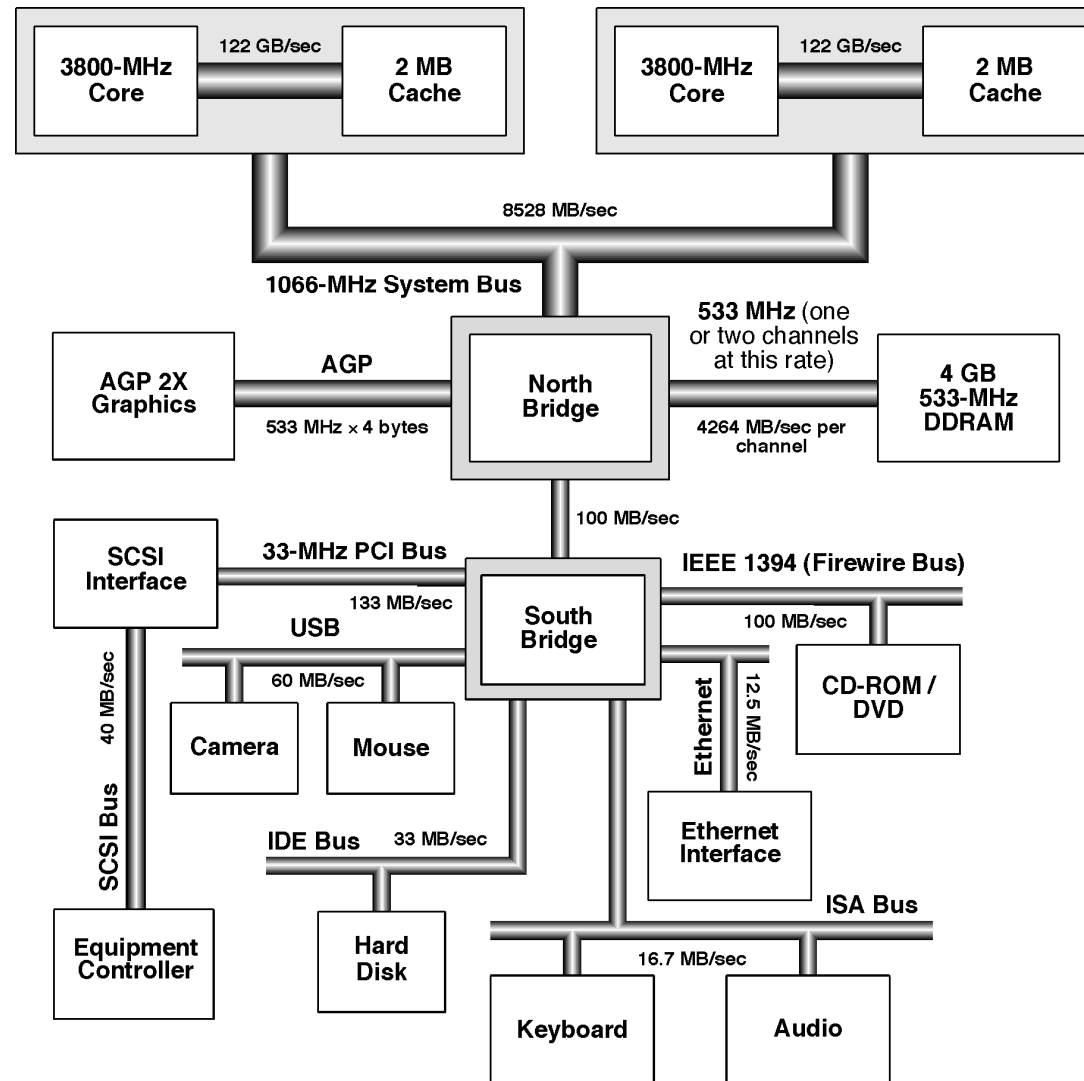 122 GB/sec
3800-MHz
Core
2 MB
Cache
122 GB/sec
3800-MHz
Core
2 MB
Cache
8528 MB/sec
1066-MHz System Bus
533 MHz (one
or two channels
at this rate)
AGP
AGP 2X
Graphics
North
Bridge
4 GB
533-MHz
DDRAM
533 MHz × 4 bytes
4264 MB/sec per
channel
100 MB/sec
SCSI
Interface
33-MHz PCI Bus
133 MB/sec
IEEE 1394 (Firewire Bus)
100 MB/sec
South
Bridge
USB
60 MB/sec
40 MB/sec
SCSI Bus
Camera
Mouse
Ethernet
12.5 MB/sec
CD-ROM /
DVD
IDE Bus
33 MB/sec
Ethernet
Interface
ISA Bus
16.7 MB/sec
Equipment
Controller
Hard
Disk
Keyboard
Audio